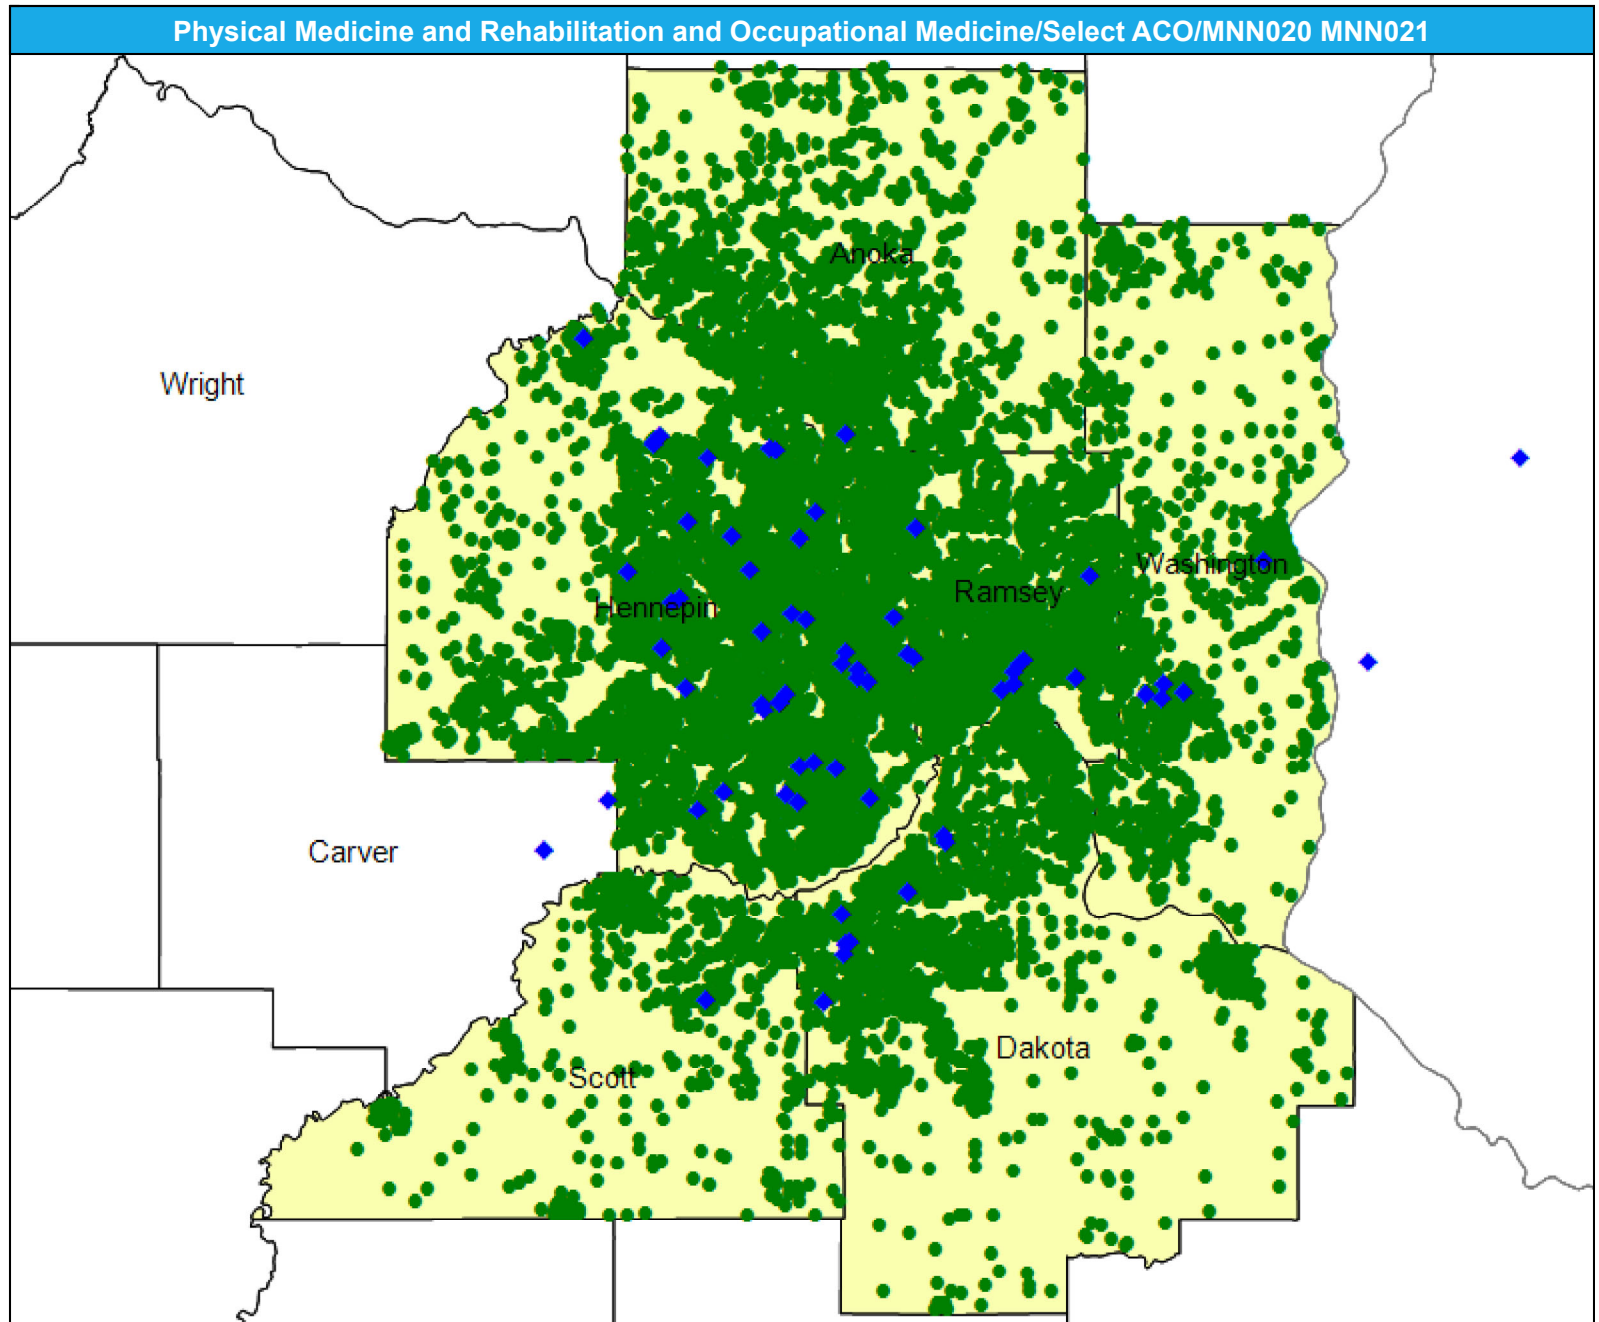 Physical Medicine and Rehabilitation and Occupational Medicine/Select ACO/MNN020 MNN021
Anoka
Wright
Washington
Ramsey
Hennepin
Carver
Dakota
Scott